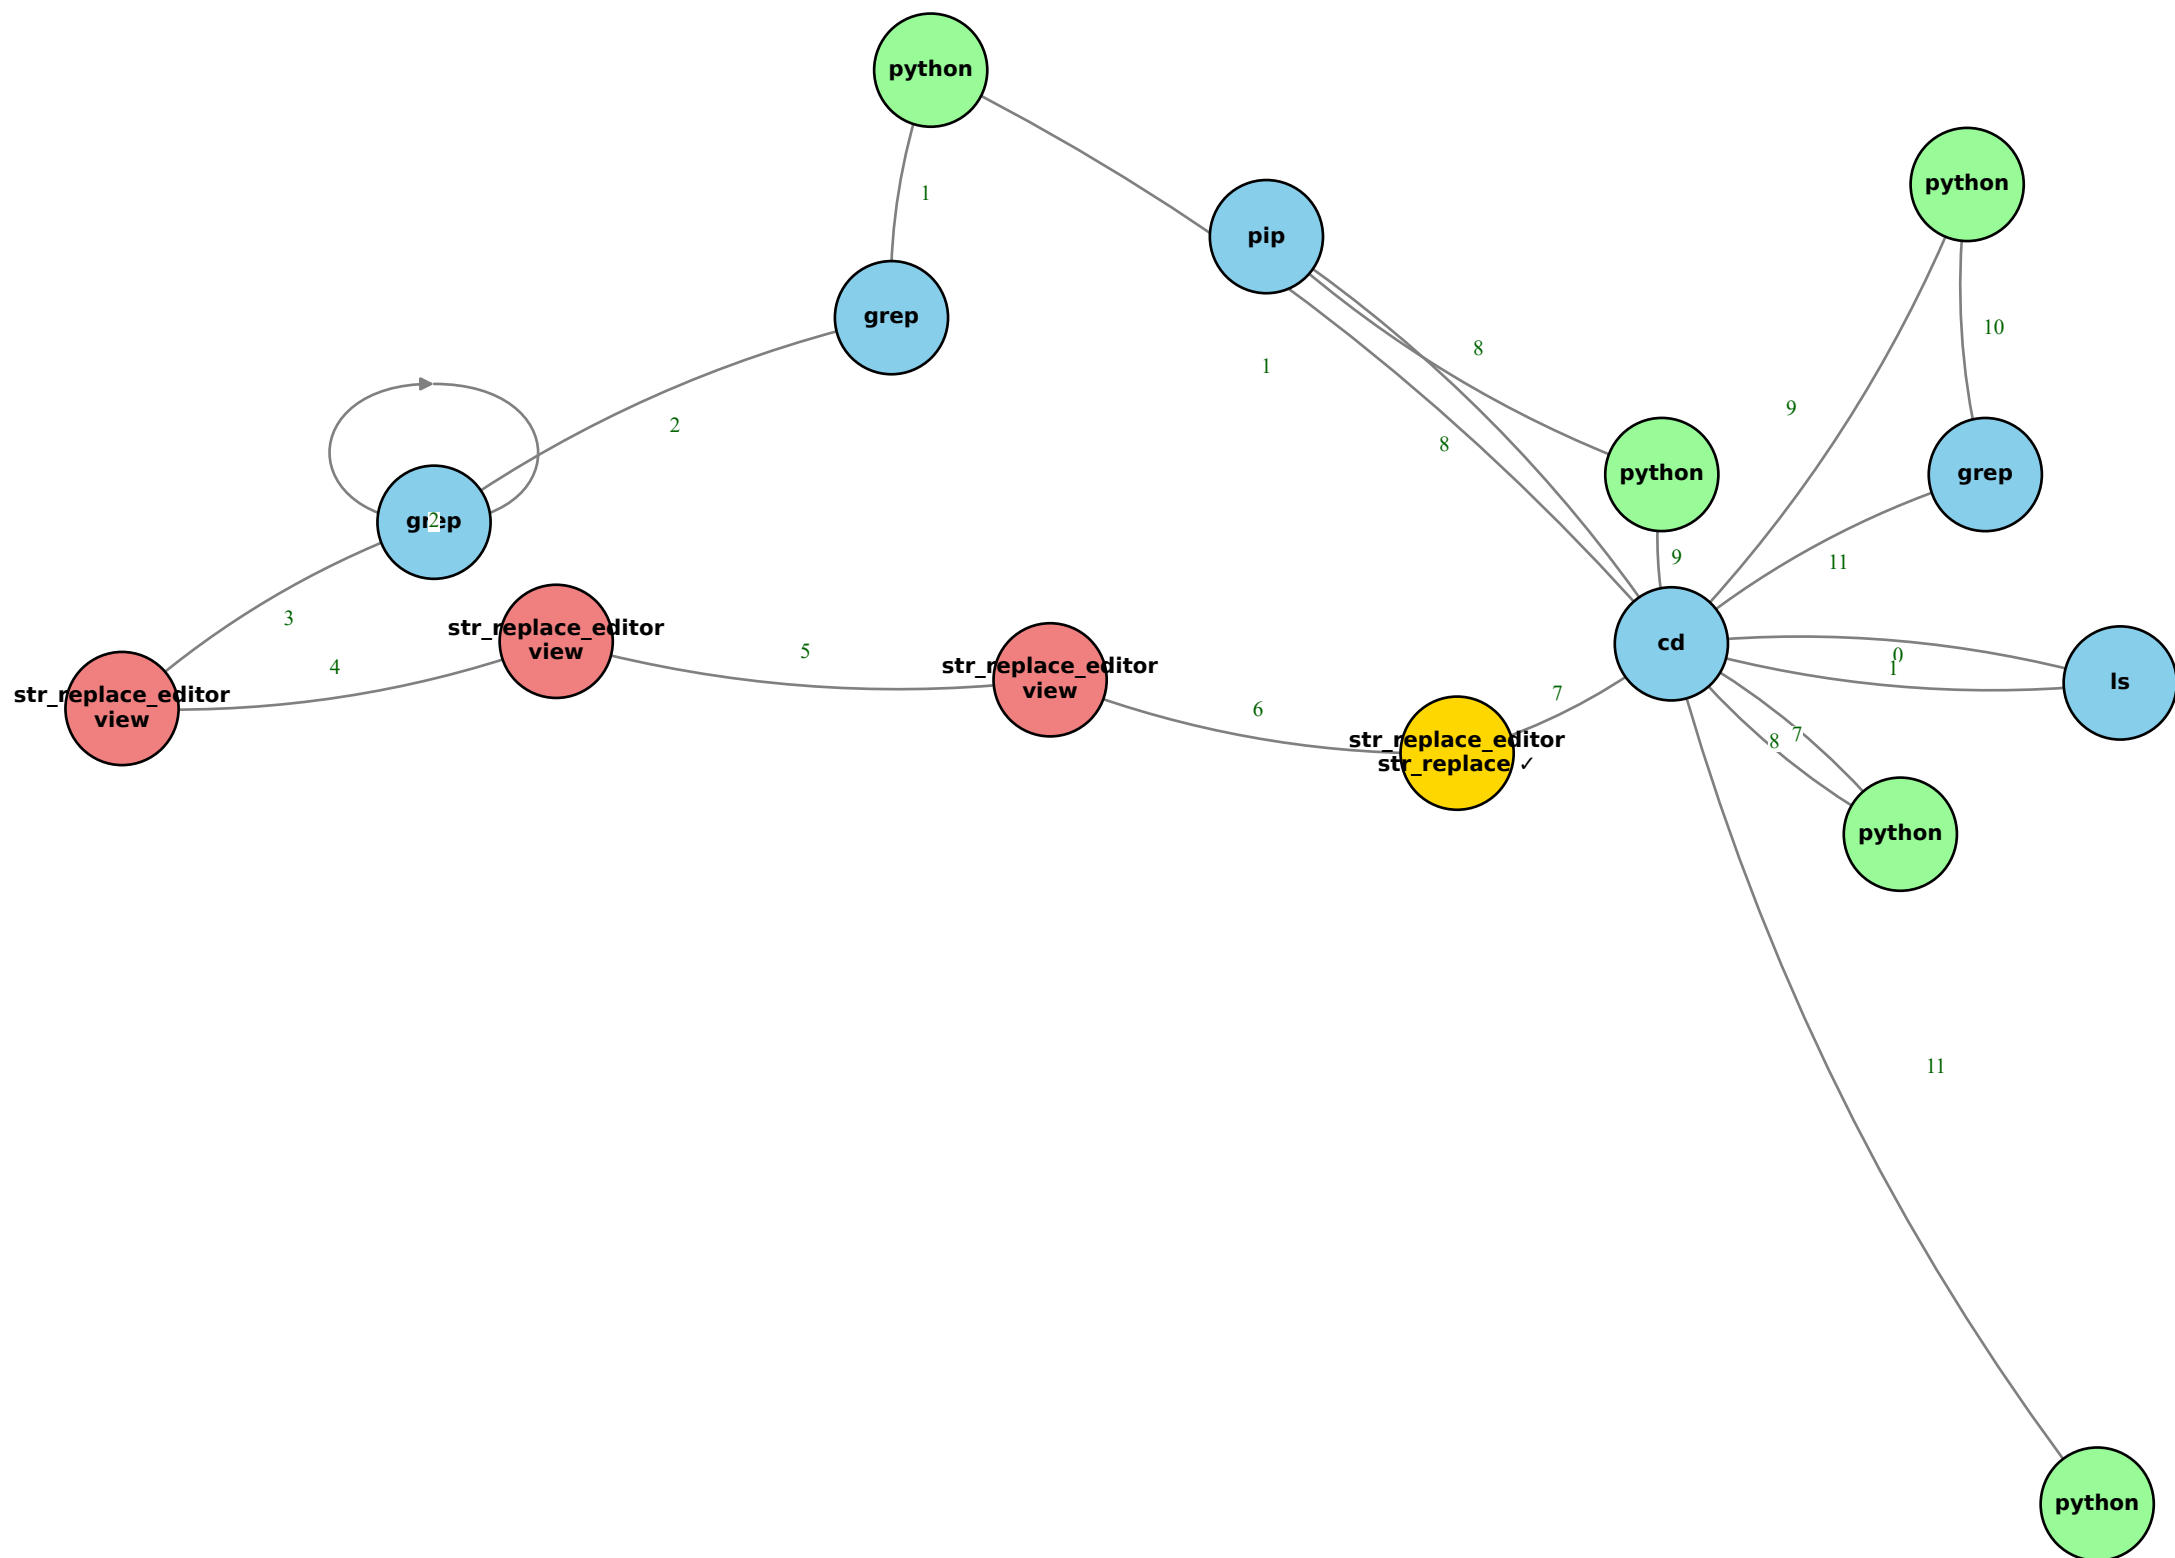 python
python
1
pip
grep
10
8
1
9
2
8
python
grep
grep
2
9
11
3
str_replace_editor
view
cd
4
5
0
1
str_replace_editor
view
ls
str_replace_editor
view
7
6
7
8
str_replace_editor
str_replace ✓
python
11
python